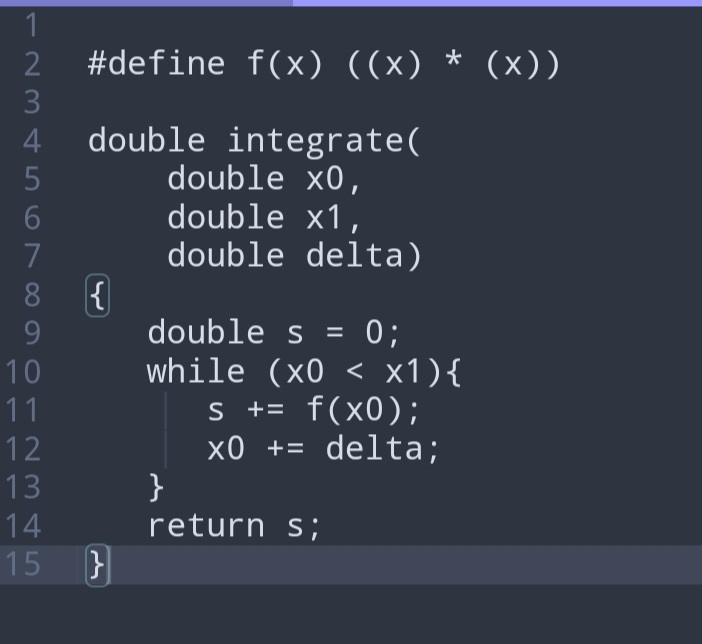 1
2 #define f(x) ((x) * (x))
3
4 double integrate(
5 double x0,
6 double x1,
7 double delta)
8 {
9 double s = 0;
10 while (x0 < x1){
11 s += f(x0);
12 x0 += delta;
13 }
14 return s;
15 }